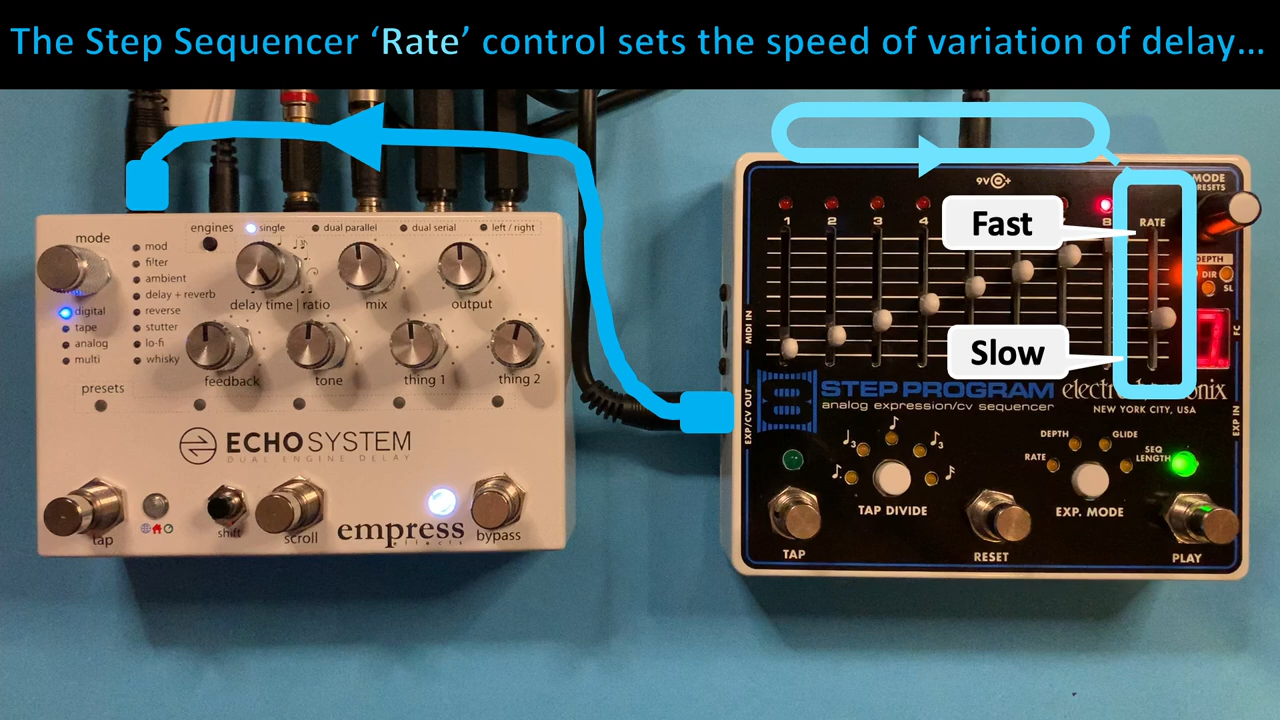 The Step Sequencer ‘Rate’ control sets the speed of variation of delay…
mode
mod
filter
ambient
delay + reverb
digital
reverse
tape
stutter
analog
lo-fi
multi
whisky
engines
single
dual parallel
dual serial
left / right
delay time | ratio
mix
output
feedback
tone
thing 1
thing 2
presets
ECHOSYSTEM
DUAL ENGINE DELAY
tap
shift
scroll
empress
effects
bypass
9V
MODE
PRESETS
1
2
3
4
8
RATE
Fast
Slow
DEPTH
DIR
SL
MIDI IN
FC
EXP/CV OUT
EXP IN
8 STEP PROGRAM
analog expression/cv sequencer
NEW YORK CITY, USA
3
3
TAP DIVIDE
DEPTH
GLIDE
RATE
SEQ
LENGTH
EXP. MODE
TAP
RESET
PLAY